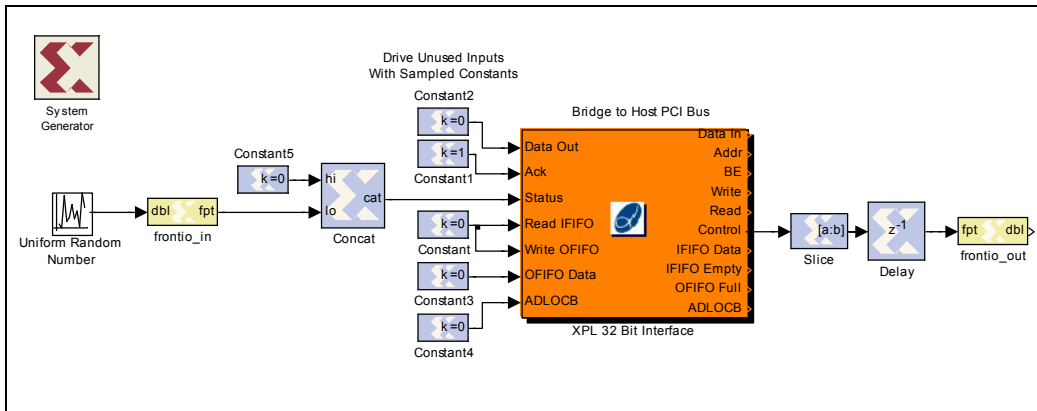 System
Generator
Uniform Random
Number
dbl fpt
frontio_in
Constant5
k =0
hi
lo
cat
Concat
Drive Unused Inputs
With Sampled Constants
Constant2
k =0
k =1
Constant1
k =0
Constant
k =0
Constant3
k =0
Constant4
Bridge to Host PCI Bus
Data Out
Ack
Status
Read IFIFO
Write OFIFO
OFIFO Data
ADLOCB
Data In
Addr
BE
Write
Read
Control
IFIFO Data
IFIFO Empty
OFIFO Full
ADLOCB
XPL 32 Bit Interface
[a:b]
Slice
z-1
Delay
fpt dbl
frontio_out